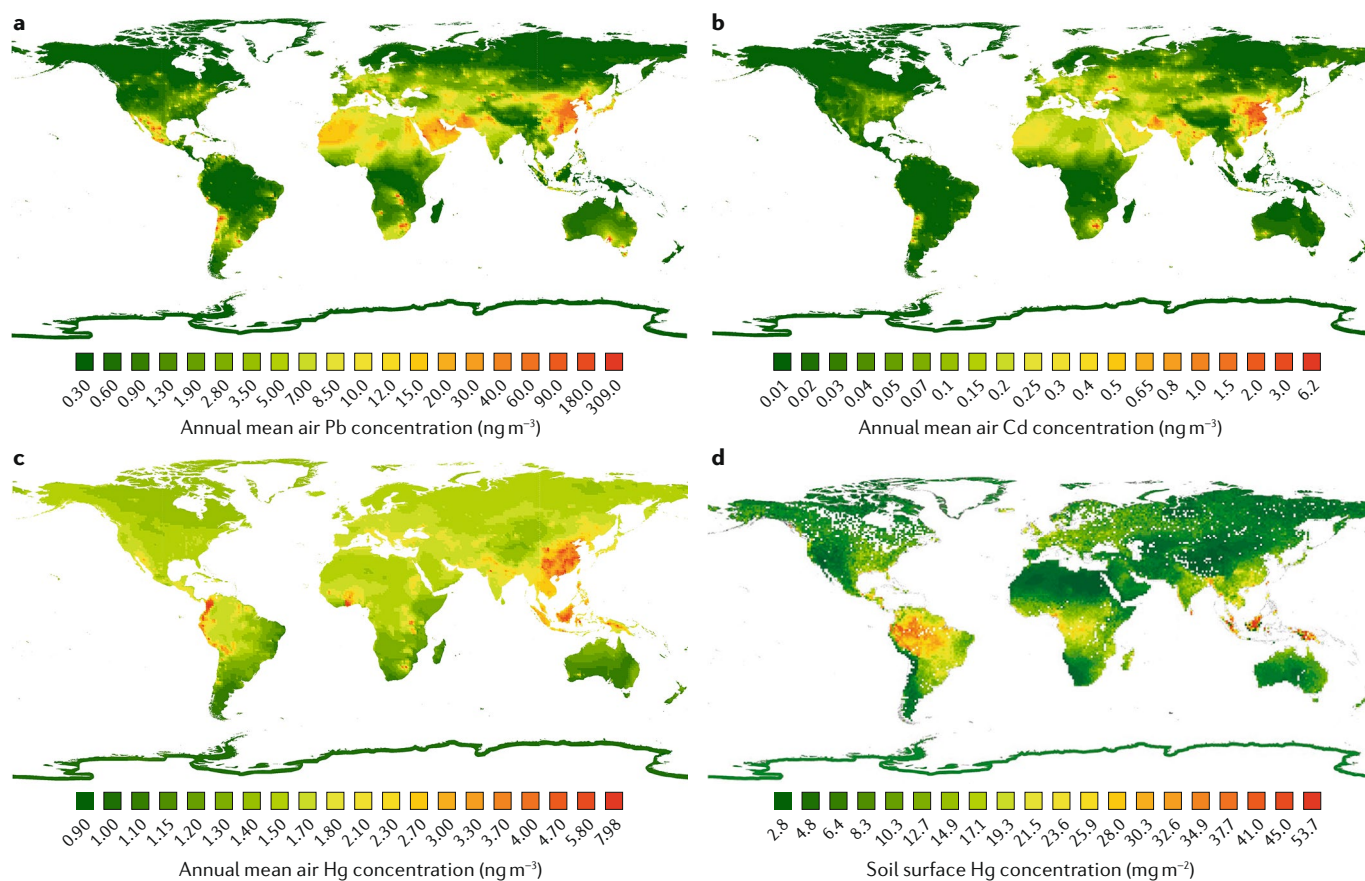 a
b
0.30 0.60 0.90 1.30 1.90 2.80 3.50 5.00 7.000 8.50 10.0 12.0 15.0 20.0 30.0 40.0 60.0 90.0 180.0 309.0
Annual mean air Pb concentration (ng m⁻³)
0.01 0.02 0.03 0.04 0.05 0.07 0.1 0.15 0.2 0.25 0.3 0.4 0.5 0.65 0.8 1.0 1.5 2.0 3.0 6.2
Annual mean air Cd concentration (ng m⁻³)
c
d
0.90 1.00 1.10 1.15 1.20 1.30 1.40 1.50 1.70 1.80 2.10 2.30 2.70 3.00 3.30 3.70 4.00 4.70 5.80 7.98
Annual mean air Hg concentration (ng m⁻³)
2.8 4.8 6.4 8.3 10.3 12.7 14.9 17.1 19.3 21.5 23.6 25.9 28.0 30.3 32.6 34.9 37.7 41.0 45.0 53.7
Soil surface Hg concentration (mg m⁻²)